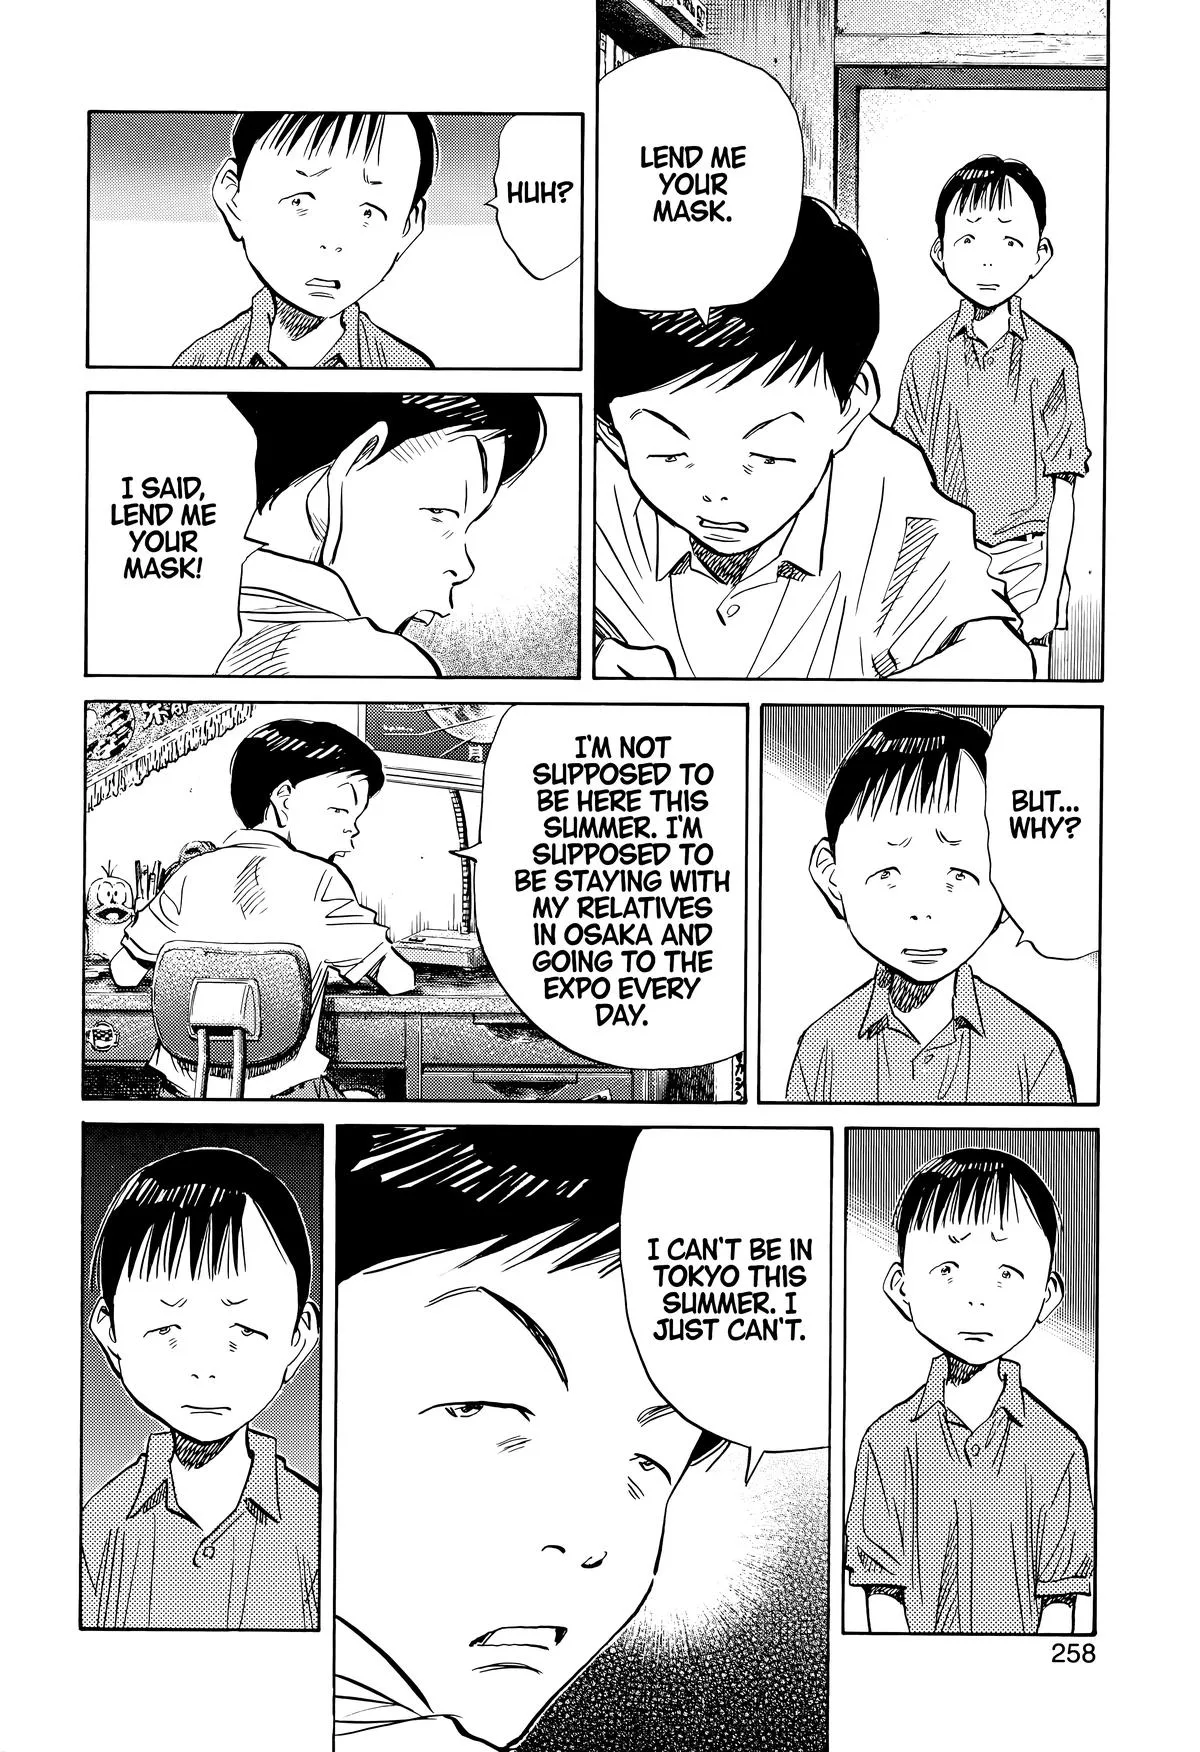 LEND ME
YOUR
MASK.
HUH?
I SAID,
LEND ME
YOUR
MASK!
BUT...
WHY?
I'M NOT
SUPPOSED TO
BE HERE THIS
SUMMER. I'M
SUPPOSED TO
BE STAYING WITH
MY RELATIVES
IN OSAKA AND
GOING TO THE
EXPO EVERY
DAY.
I CAN'T BE IN
TOKYO THIS
SUMMER. I
JUST CAN'T.
258